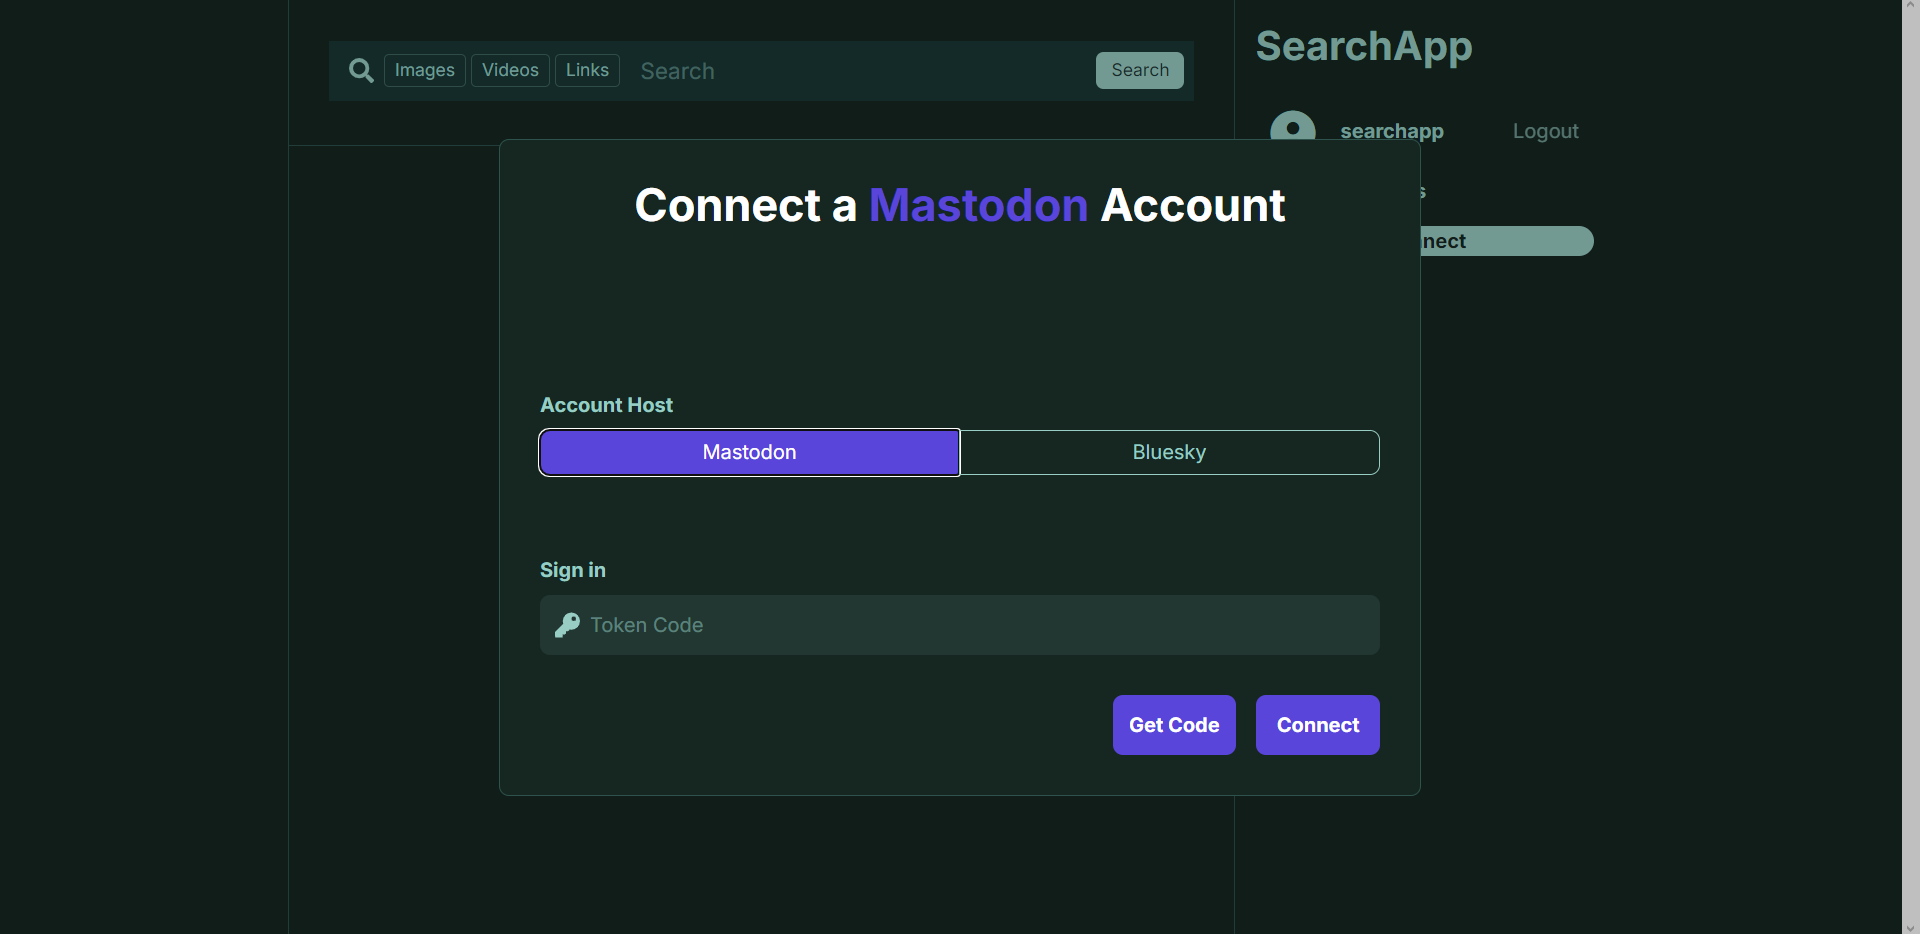 Images Videos Links Search Search
SearchApp
searchapp Logout
Connect a Mastodon Account
Account Host
Mastodon Bluesky
Sign in
Token Code
Get Code Connect